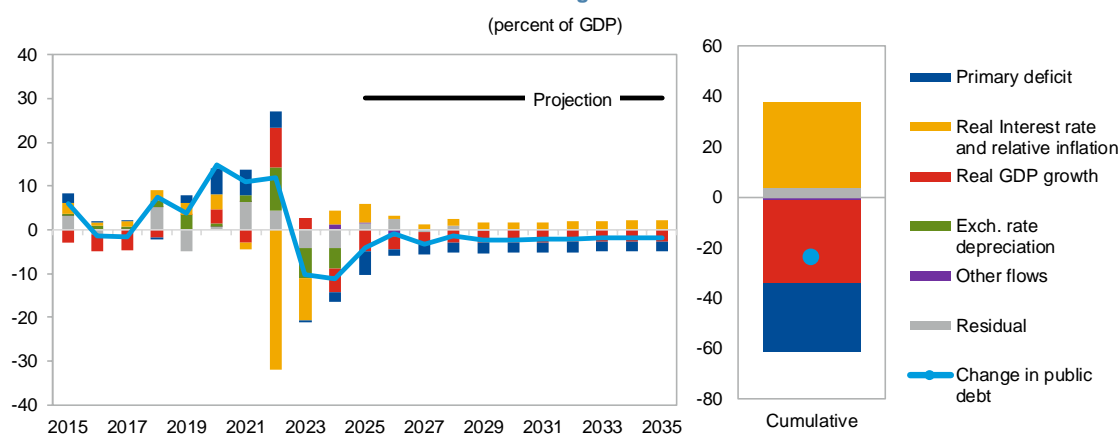 (percent of GDP)
40
30
20
10
0
-10
-20
-30
-40
2015 2017 2019 2021 2023 2025 2027 2029 2031 2033 2035
Projection
60
40
20
0
-20
-40
-60
-80
Cumulative
Primary deficit
Real Interest rate
and relative inflation
Real GDP growth
Exch. rate
depreciation
Other flows
Residual
Change in public
debt